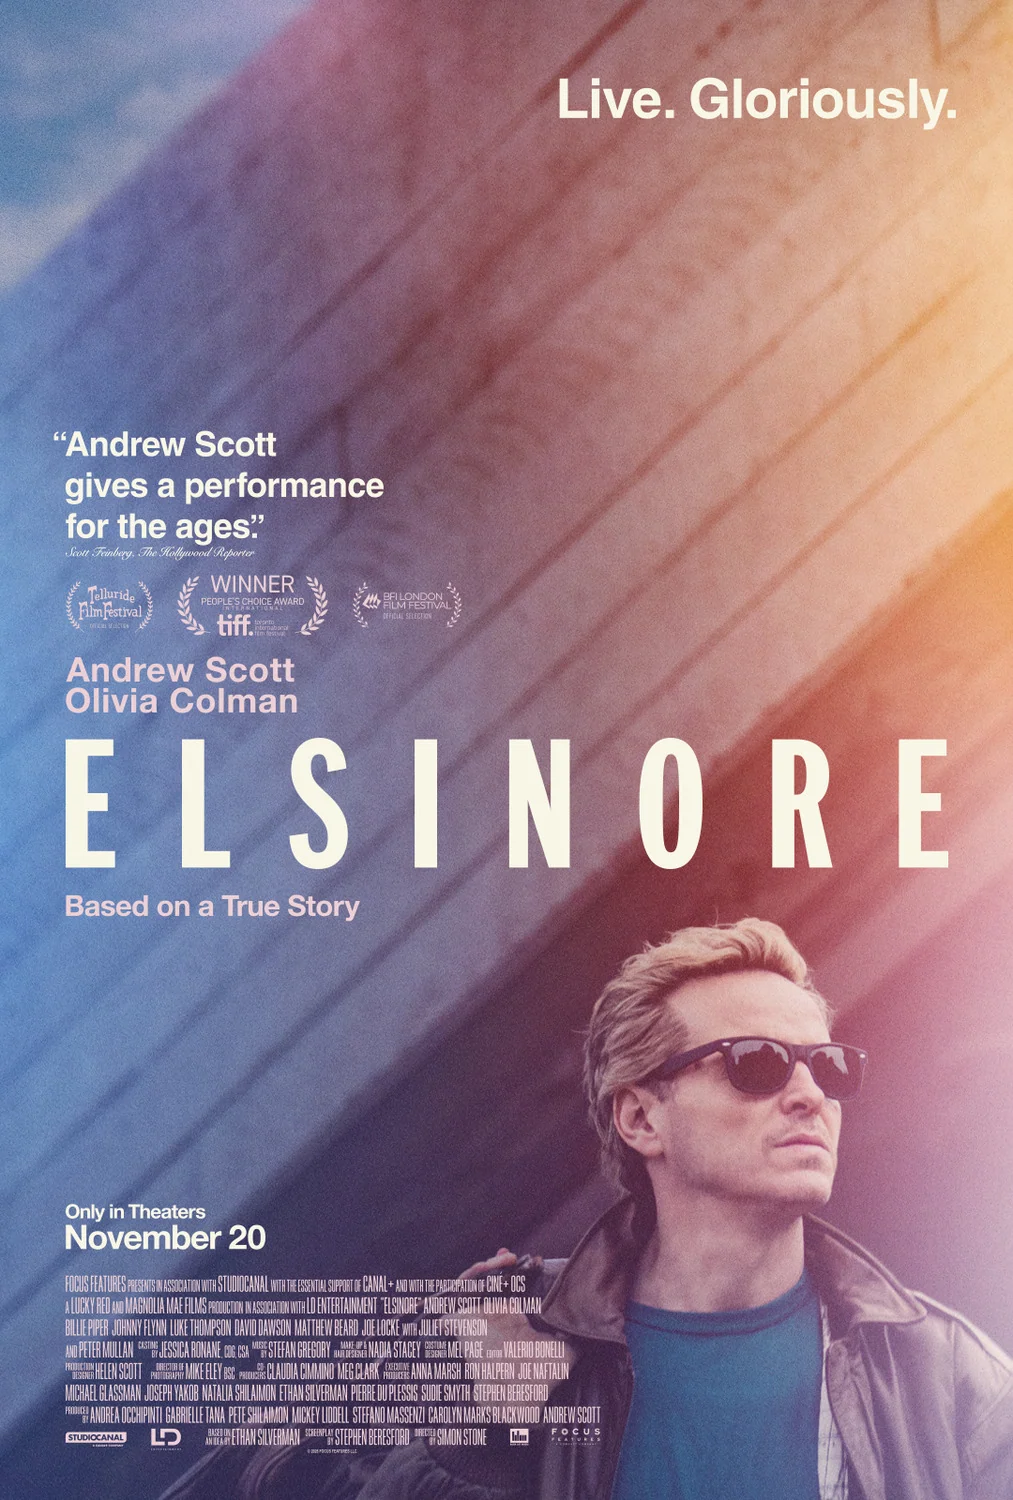 Live. Gloriously.
“Andrew Scott
gives a performance
for the ages.”
Scott Feinberg, The Hollywood Reporter
Telluride
Film Festival
OFFICIAL SELECTION
WINNER
PEOPLE'S CHOICE AWARD
INTERNATIONAL
tiff. toronto international film festival
BFI LONDON
FILM FESTIVAL
OFFICIAL SELECTION
Andrew Scott
Olivia Colman
ELSINORE
Based on a True Story
Only in Theaters
November 20
FOCUS FEATURES PRESENTS IN ASSOCIATION WITH STUDIOCANAL WITH THE ESSENTIAL SUPPORT OF CANAL+ AND WITH THE PARTICIPATION OF CINÉ+ OCS
A LUCKY RED AND MAGNOLIA MAE FILMS PRODUCTION IN ASSOCIATION WITH LD ENTERTAINMENT "ELSINORE" ANDREW SCOTT OLIVIA COLMAN
BILLIE PIPER JOHNNY FLYNN LUKE THOMPSON DAVID DAWSON MATTHEW BEARD JOE LOCKE WITH JULIET STEVENSON
AND PETER MULLAN CASTING BY JESSICA RONANE CDG, CSA MUSIC BY STEFAN GREGORY MAKE-UP & HAIR DESIGNER NADIA STACEY COSTUME DESIGNER MEL PAGE EDITOR VALERIO BONELLI
PRODUCTION DESIGNER HELEN SCOTT DIRECTOR OF PHOTOGRAPHY MIKE ELEY BSC CO-PRODUCERS CLAUDIA CIMMINO MEG CLARK EXECUTIVE PRODUCERS ANNA MARSH RON HALPERN JOE NAFTALIN
MICHAEL GLASSMAN JOSEPH YAKOB NATALIA SHILAIMON ETHAN SILVERMAN PIERRE DU PLESSIS SUDIE SMYTH STEPHEN BERESFORD
PRODUCED BY ANDREA OCCHIPINTI GABRIELLE TANA PETE SHILAIMON MICKEY LIDDELL STEFANO MASSENZI CAROLYN MARKS BLACKWOOD ANDREW SCOTT
STUDIOCANAL LD ENTERTAINMENT BASED ON AN IDEA BY ETHAN SILVERMAN SCREENPLAY BY STEPHEN BERESFORD DIRECTED BY SIMON STONE FOCUS FEATURES